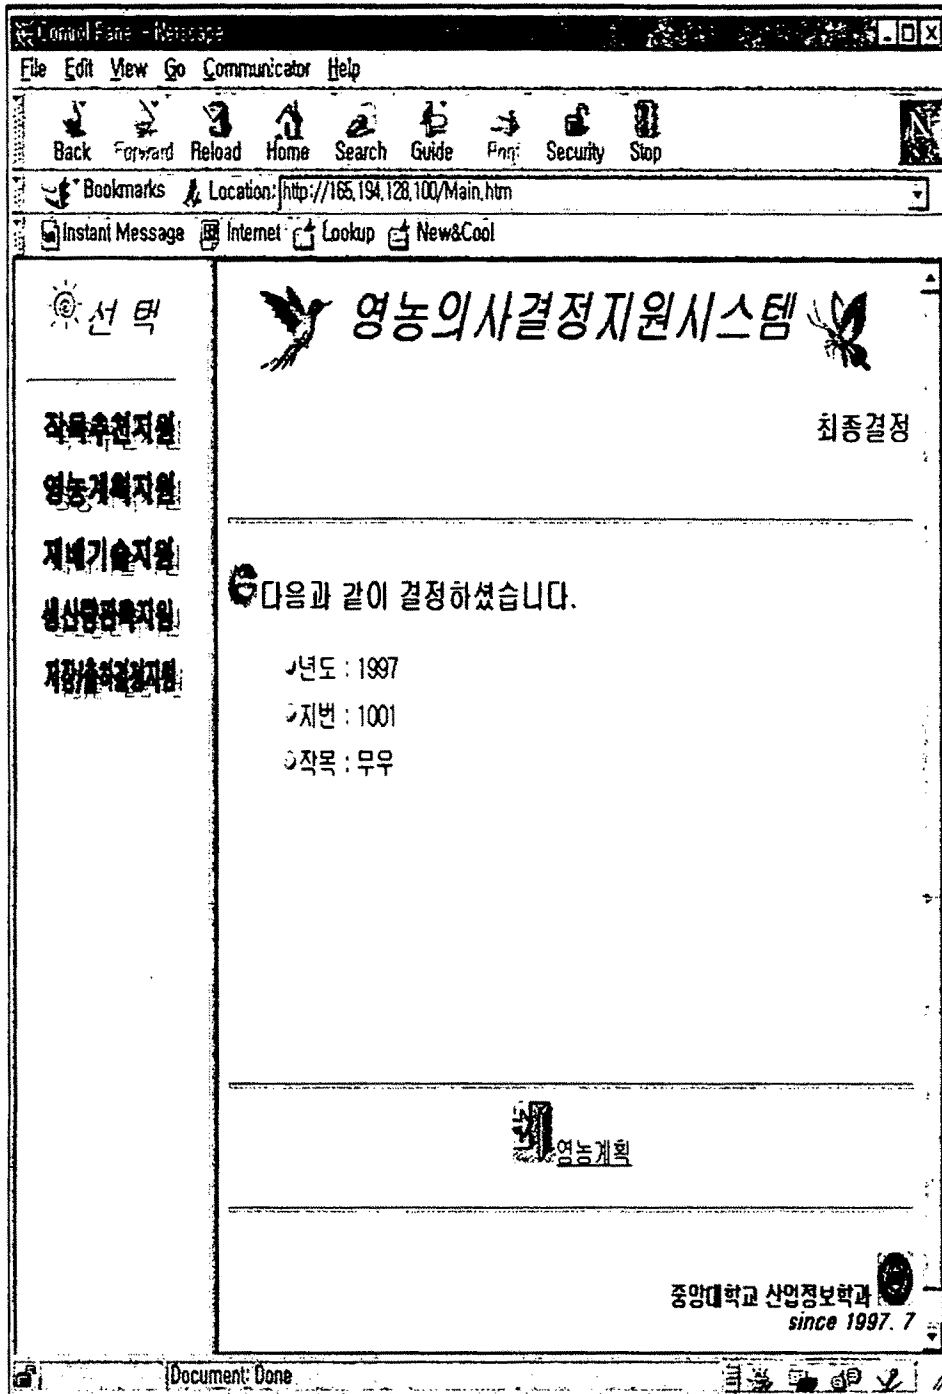 Control Pane - Netscape
File Edit View Go Communicator Help
Back Forward Reload Home Search Guide Print Security Stop
Bookmarks Location: http://165,194,128,100/Main,htm
Instant Message Internet Lookup New&Cool
선택
영농의사결정지원시스템
작목추천지원
영농계획지원
재배기술지원
생산량판매지원
저장/출하결정지원
최종결정
다음과 같이 결정하셨습니다.
년도 : 1997
지번 : 1001
작목 : 무우
영농계획
중앙대학교 산업정보학과
since 1997. 7
Document: Done